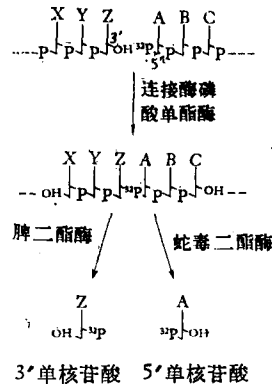 X Y Z A B C
P P P OH ³²P P P P
3′ 5′
连接酶磷
酸单酯酶
X Y Z A B C
OH P P ³²P P P OH
脾二酯酶
蛇毒二酯酶
Z A
OH ³²P ³²P OH
3′单核苷酸 5′单核苷酸